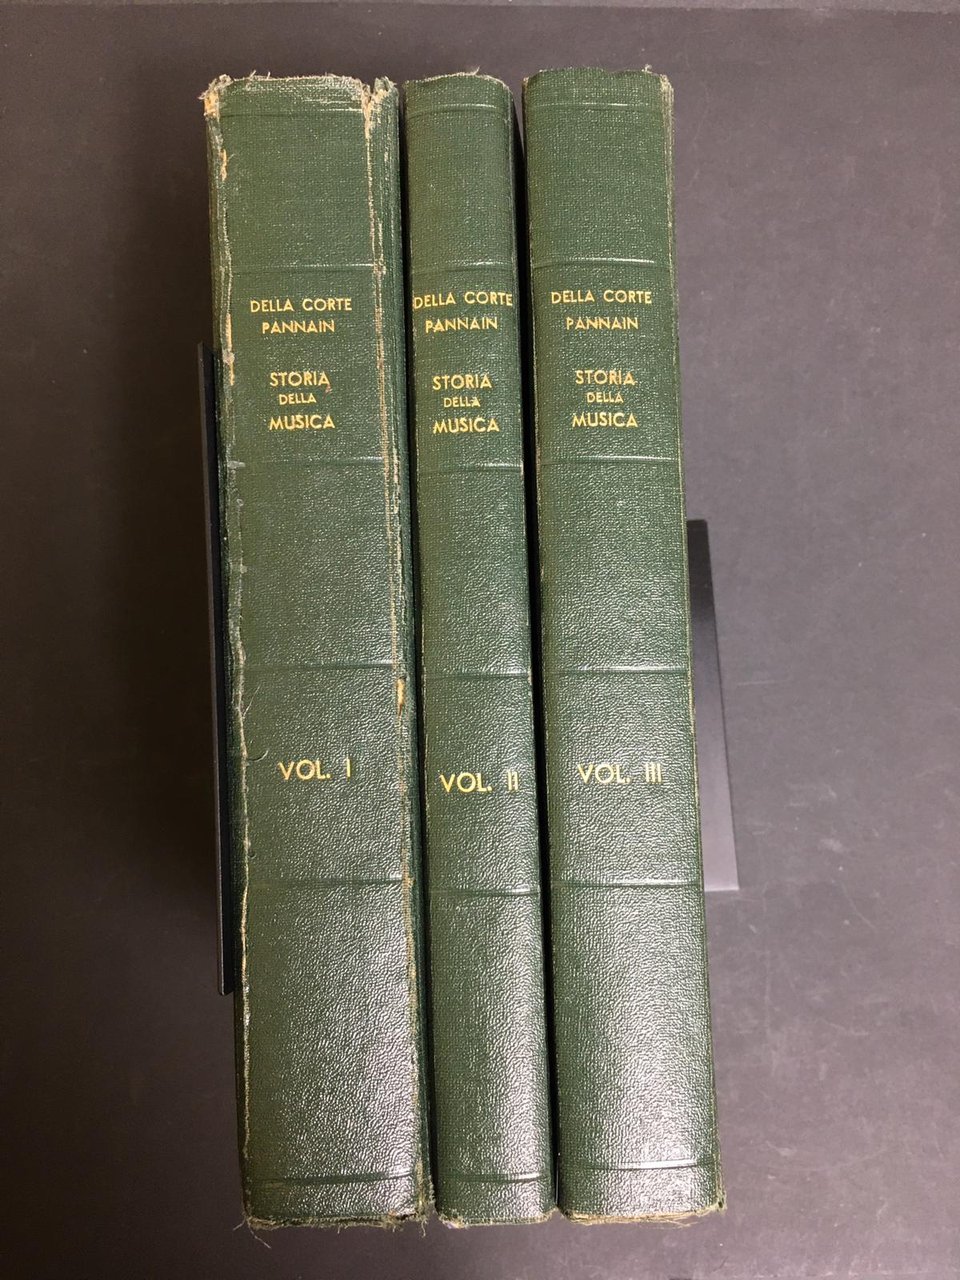 DELLA CORTE
PANNAIN
STORIA
DELLA
MUSICA
VOL. I
DELLA CORTE
PANNAIN
STORIA
DELLA
MUSICA
VOL. II
DELLA CORTE
PANNAIN
STORIA
DELLA
MUSICA
VOL. III